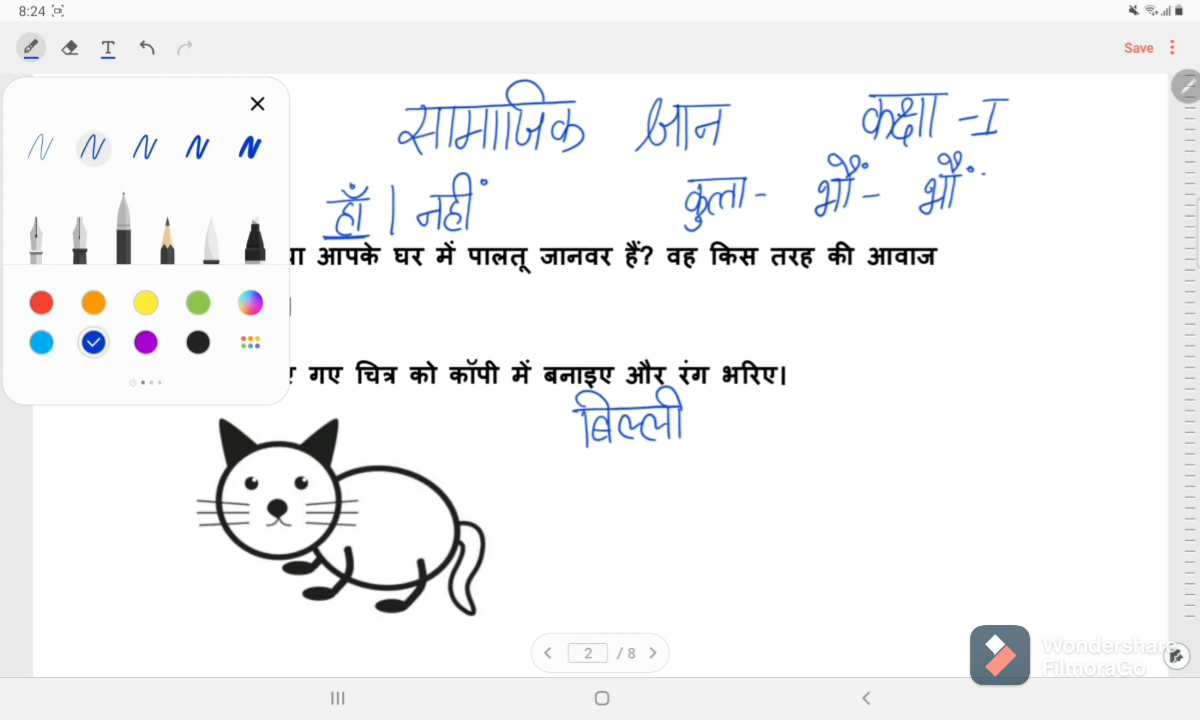 8:24
T Save
सामाजिक ज्ञान कक्षा -I
हाँ | नहीं कुत्ता - भौं - भौं
आपके घर में पालतू जानवर हैं? वह किस तरह की आवाज
गए चित्र को कॉपी में बनाइए और रंग भरिए।
बिल्ली
2 / 8
Wondershare
FilmoraGo